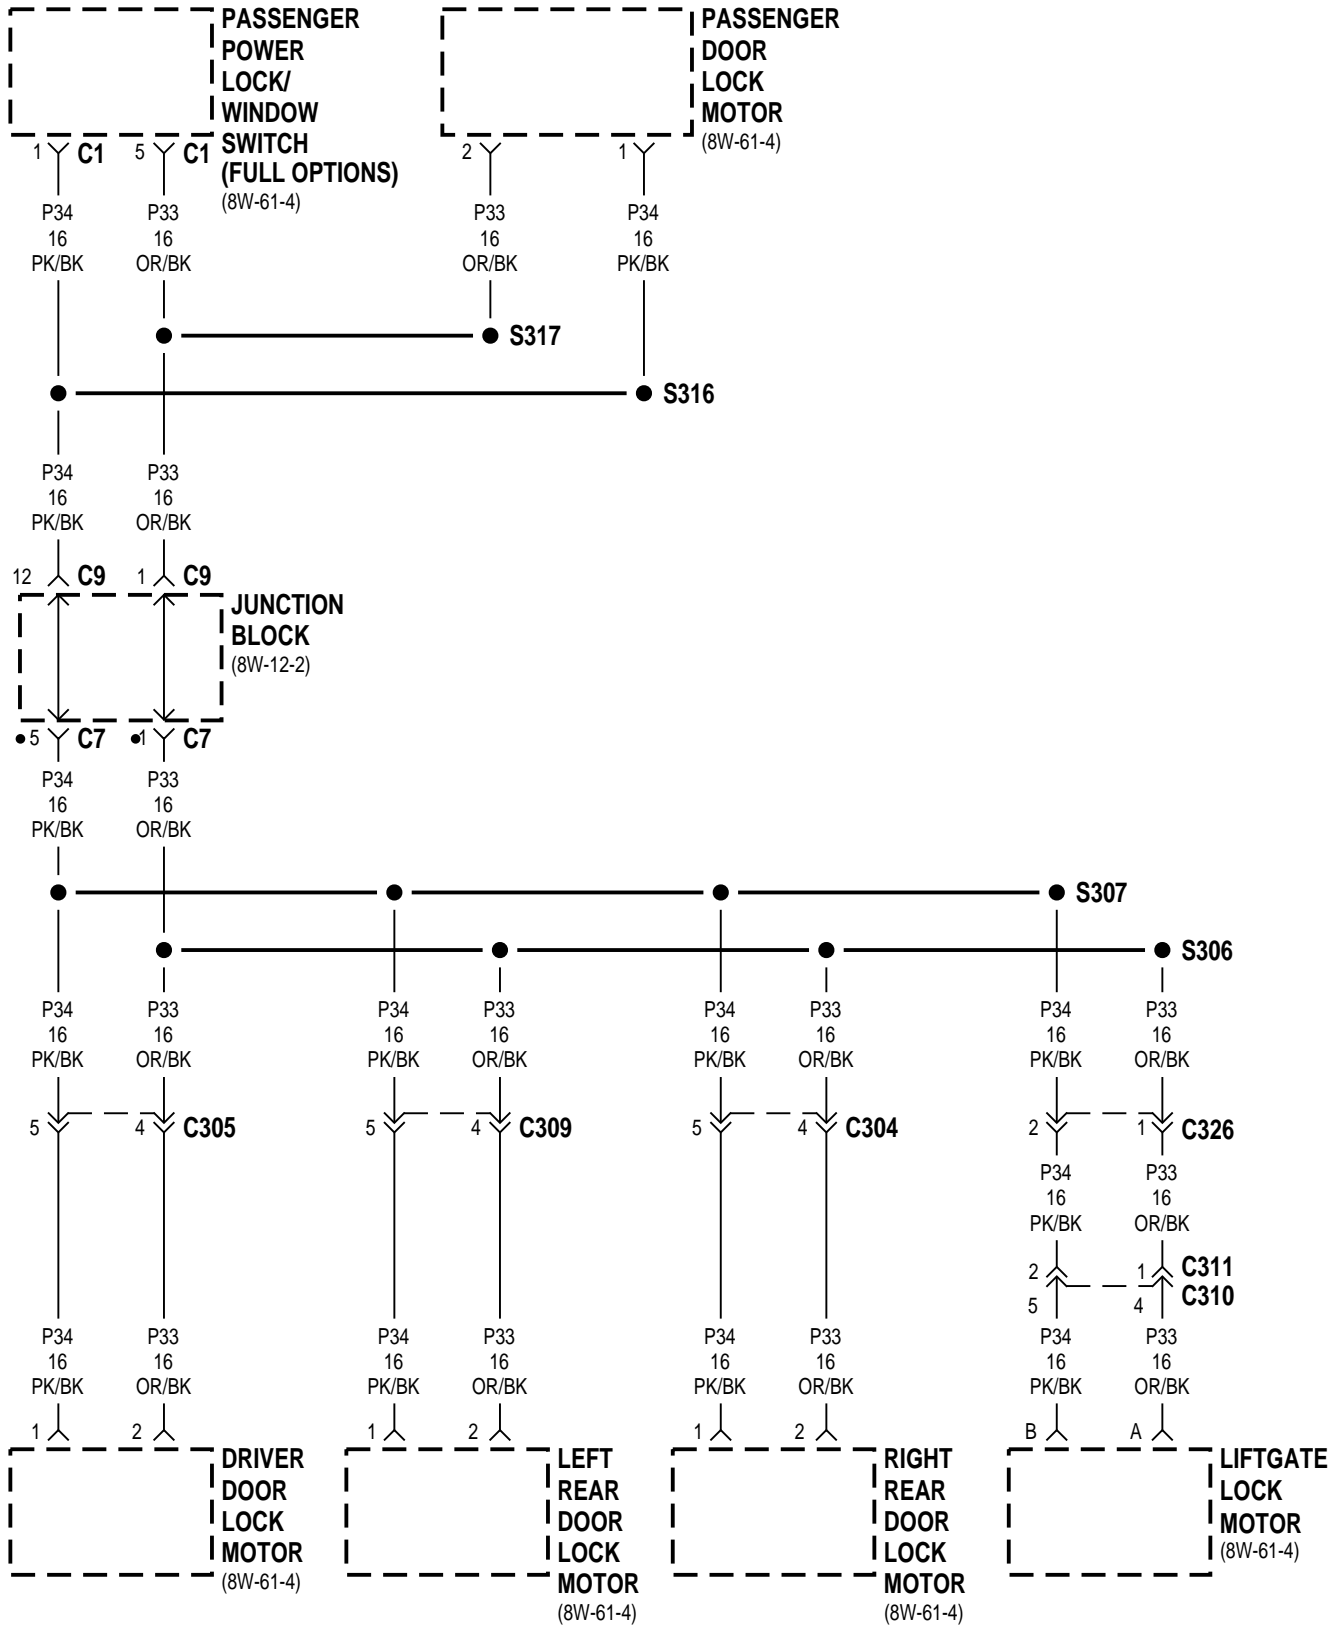 PASSENGER
POWER
LOCK/
WINDOW
SWITCH
(FULL OPTIONS)
(8W-61-4)
PASSENGER
DOOR
LOCK
MOTOR
(8W-61-4)
1 C1 5 C1 2 1
P34 P33 P33 P34
16 16 16 16
PK/BK OR/BK OR/BK PK/BK
S317
S316
P34 P33
16 16
PK/BK OR/BK
12 C9 1 C9
JUNCTION
BLOCK
(8W-12-2)
5 C7 1 C7
P34 P33
16 16
PK/BK OR/BK
S307
S306
P34 P33 P34 P33 P34 P33 P34 P33
16 16 16 16 16 16 16 16
PK/BK OR/BK PK/BK OR/BK PK/BK OR/BK PK/BK OR/BK
5 4 C305 5 4 C309 5 4 C304 2 1 C326
P34 P33
16 16
PK/BK OR/BK
2 1 C311
5 4 C310
P34 P33 P34 P33 P34 P33 P34 P33
16 16 16 16 16 16 16 16
PK/BK OR/BK PK/BK OR/BK PK/BK OR/BK PK/BK OR/BK
1 2 1 2 1 2 B A
DRIVER
DOOR
LOCK
MOTOR
(8W-61-4)
LEFT
REAR
DOOR
LOCK
MOTOR
(8W-61-4)
RIGHT
REAR
DOOR
LOCK
MOTOR
(8W-61-4)
LIFTGATE
LOCK
MOTOR
(8W-61-4)